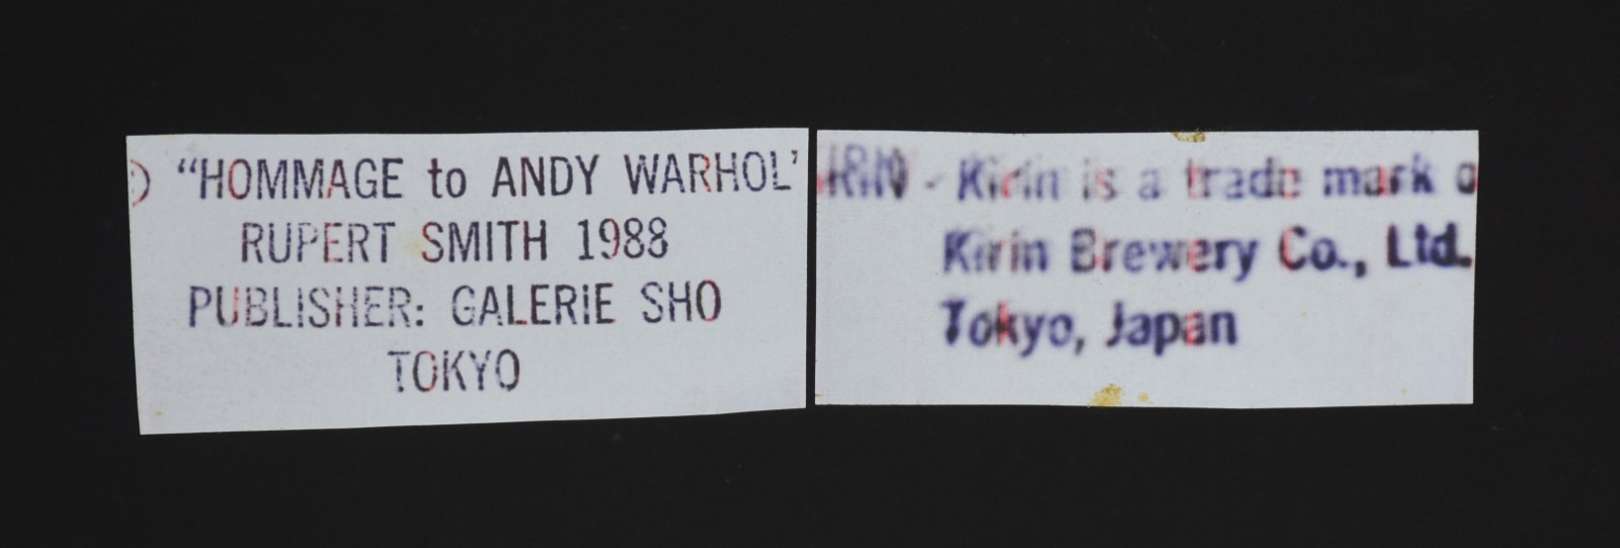 ) "HOMMAGE to ANDY WARHOL"
RUPERT SMITH 1988
PUBLISHER: GALERIE SHO
TOKYO
IRIN - Kirin is a trade mark o
Kirin Brewery Co., Ltd.
Tokyo, Japan